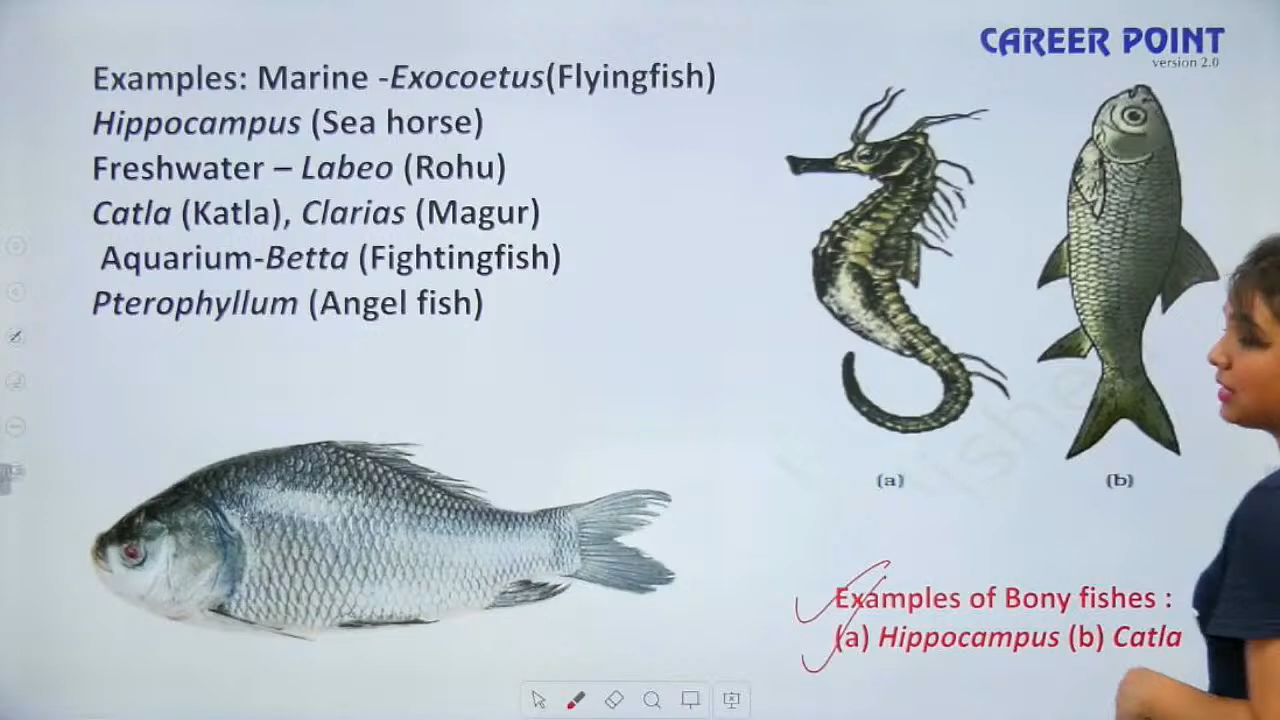 CAREER POINT
version 2.0
Examples: Marine -Exocoetus(Flyingfish)
Hippocampus (Sea horse)
Freshwater – Labeo (Rohu)
Catla (Katla), Clarias (Magur)
Aquarium-Betta (Fightingfish)
Pterophyllum (Angel fish)
(a)
(b)
Examples of Bony fishes :
(a) Hippocampus (b) Catla